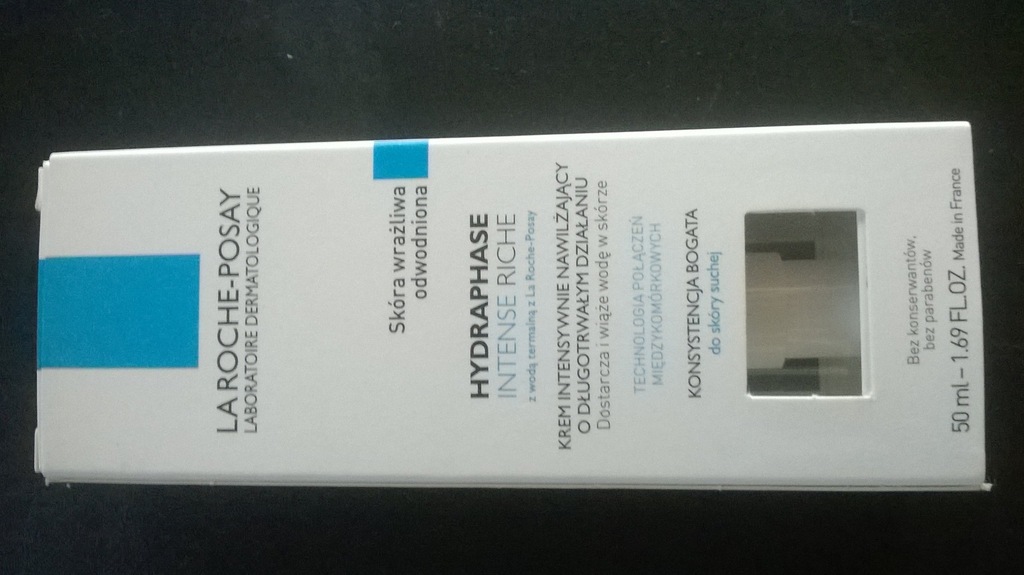 LA ROCHE-POSAY
LABORATOIRE DERMATOLOGIQUE
Skóra wrażliwa
odwodniona
HYDRAPHASE
INTENSE RICHE
z wodą termalną z La Roche-Posay
KREM INTENSYWNIE NAWILŻAJĄCY
O DŁUGOTRWAŁYM DZIAŁANIU
Dostarcza i wiąże wodę w skórze
TECHNOLOGIA POŁĄCZEŃ
MIĘDZYKOMÓRKOWYCH
KONSYSTENCJA BOGATA
do skóry suchej
Bez konserwantów,
bez parabenów
50 ml - 1.69 FL.OZ. Made in France